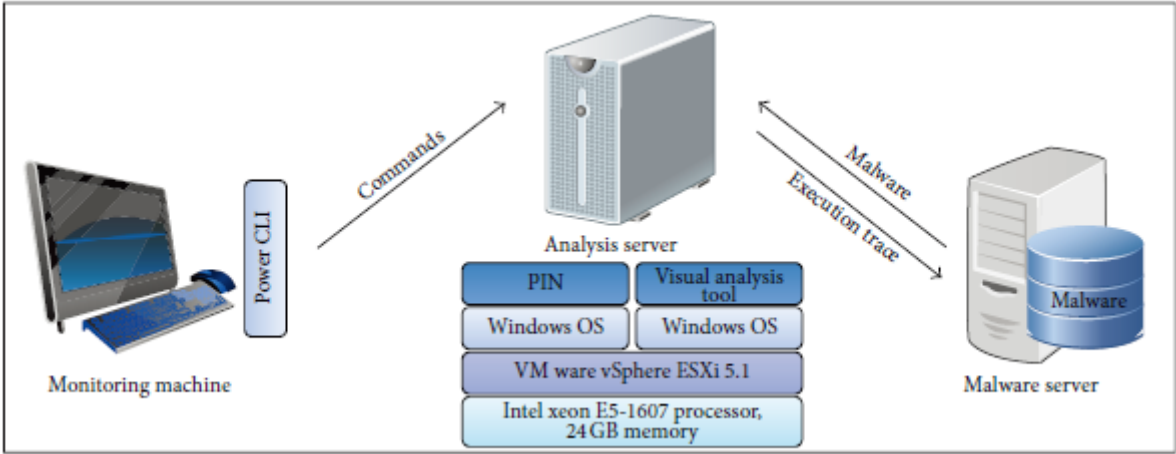 Commands
Malware
Execution trace
Power CLI
Monitoring machine
Analysis server
PIN
Visual analysis
tool
Windows OS
Windows OS
VM ware vSphere ESXi 5.1
Intel xeon E5-1607 processor,
24 GB memory
Malware
Malware server